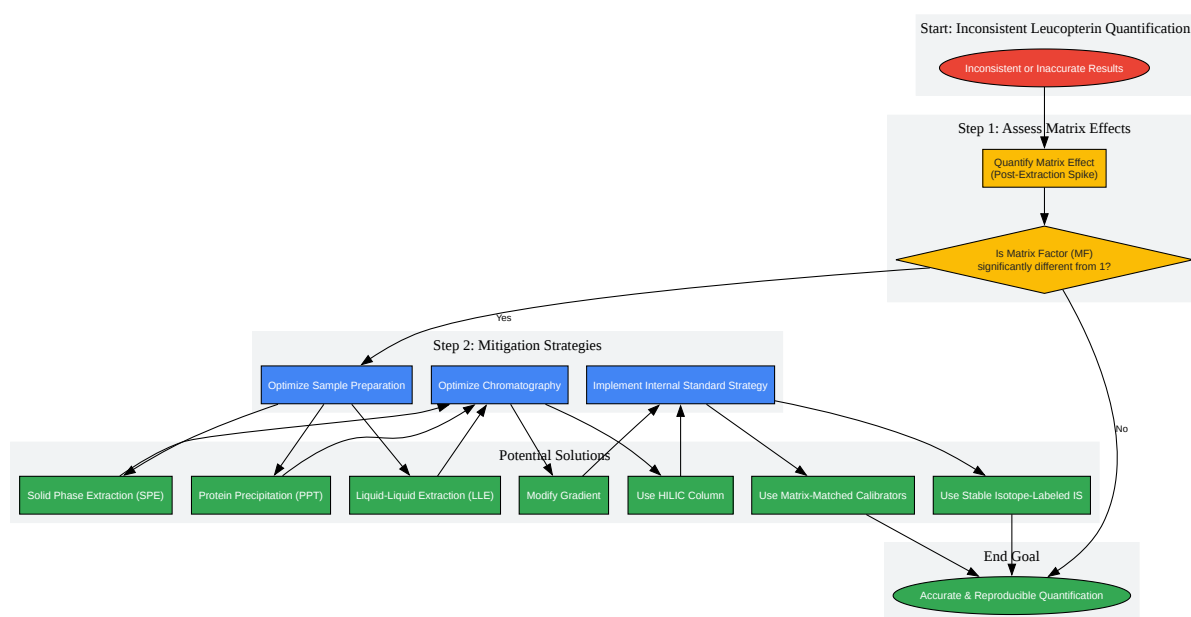 Start: Inconsistent Leucopterin Quantification
Inconsistent or Inaccurate Results
Step 1: Assess Matrix Effects
Quantify Matrix Effect
(Post-Extraction Spike)
Is Matrix Factor (MF)
significantly different from 1?
Yes
No
Step 2: Mitigation Strategies
Optimize Sample Preparation
Optimize Chromatography
Implement Internal Standard Strategy
Potential Solutions
Solid Phase Extraction (SPE)
Protein Precipitation (PPT)
Liquid-Liquid Extraction (LLE)
Modify Gradient
Use HILIC Column
Use Matrix-Matched Calibrators
Use Stable Isotope-Labeled IS
End Goal
Accurate & Reproducible Quantification